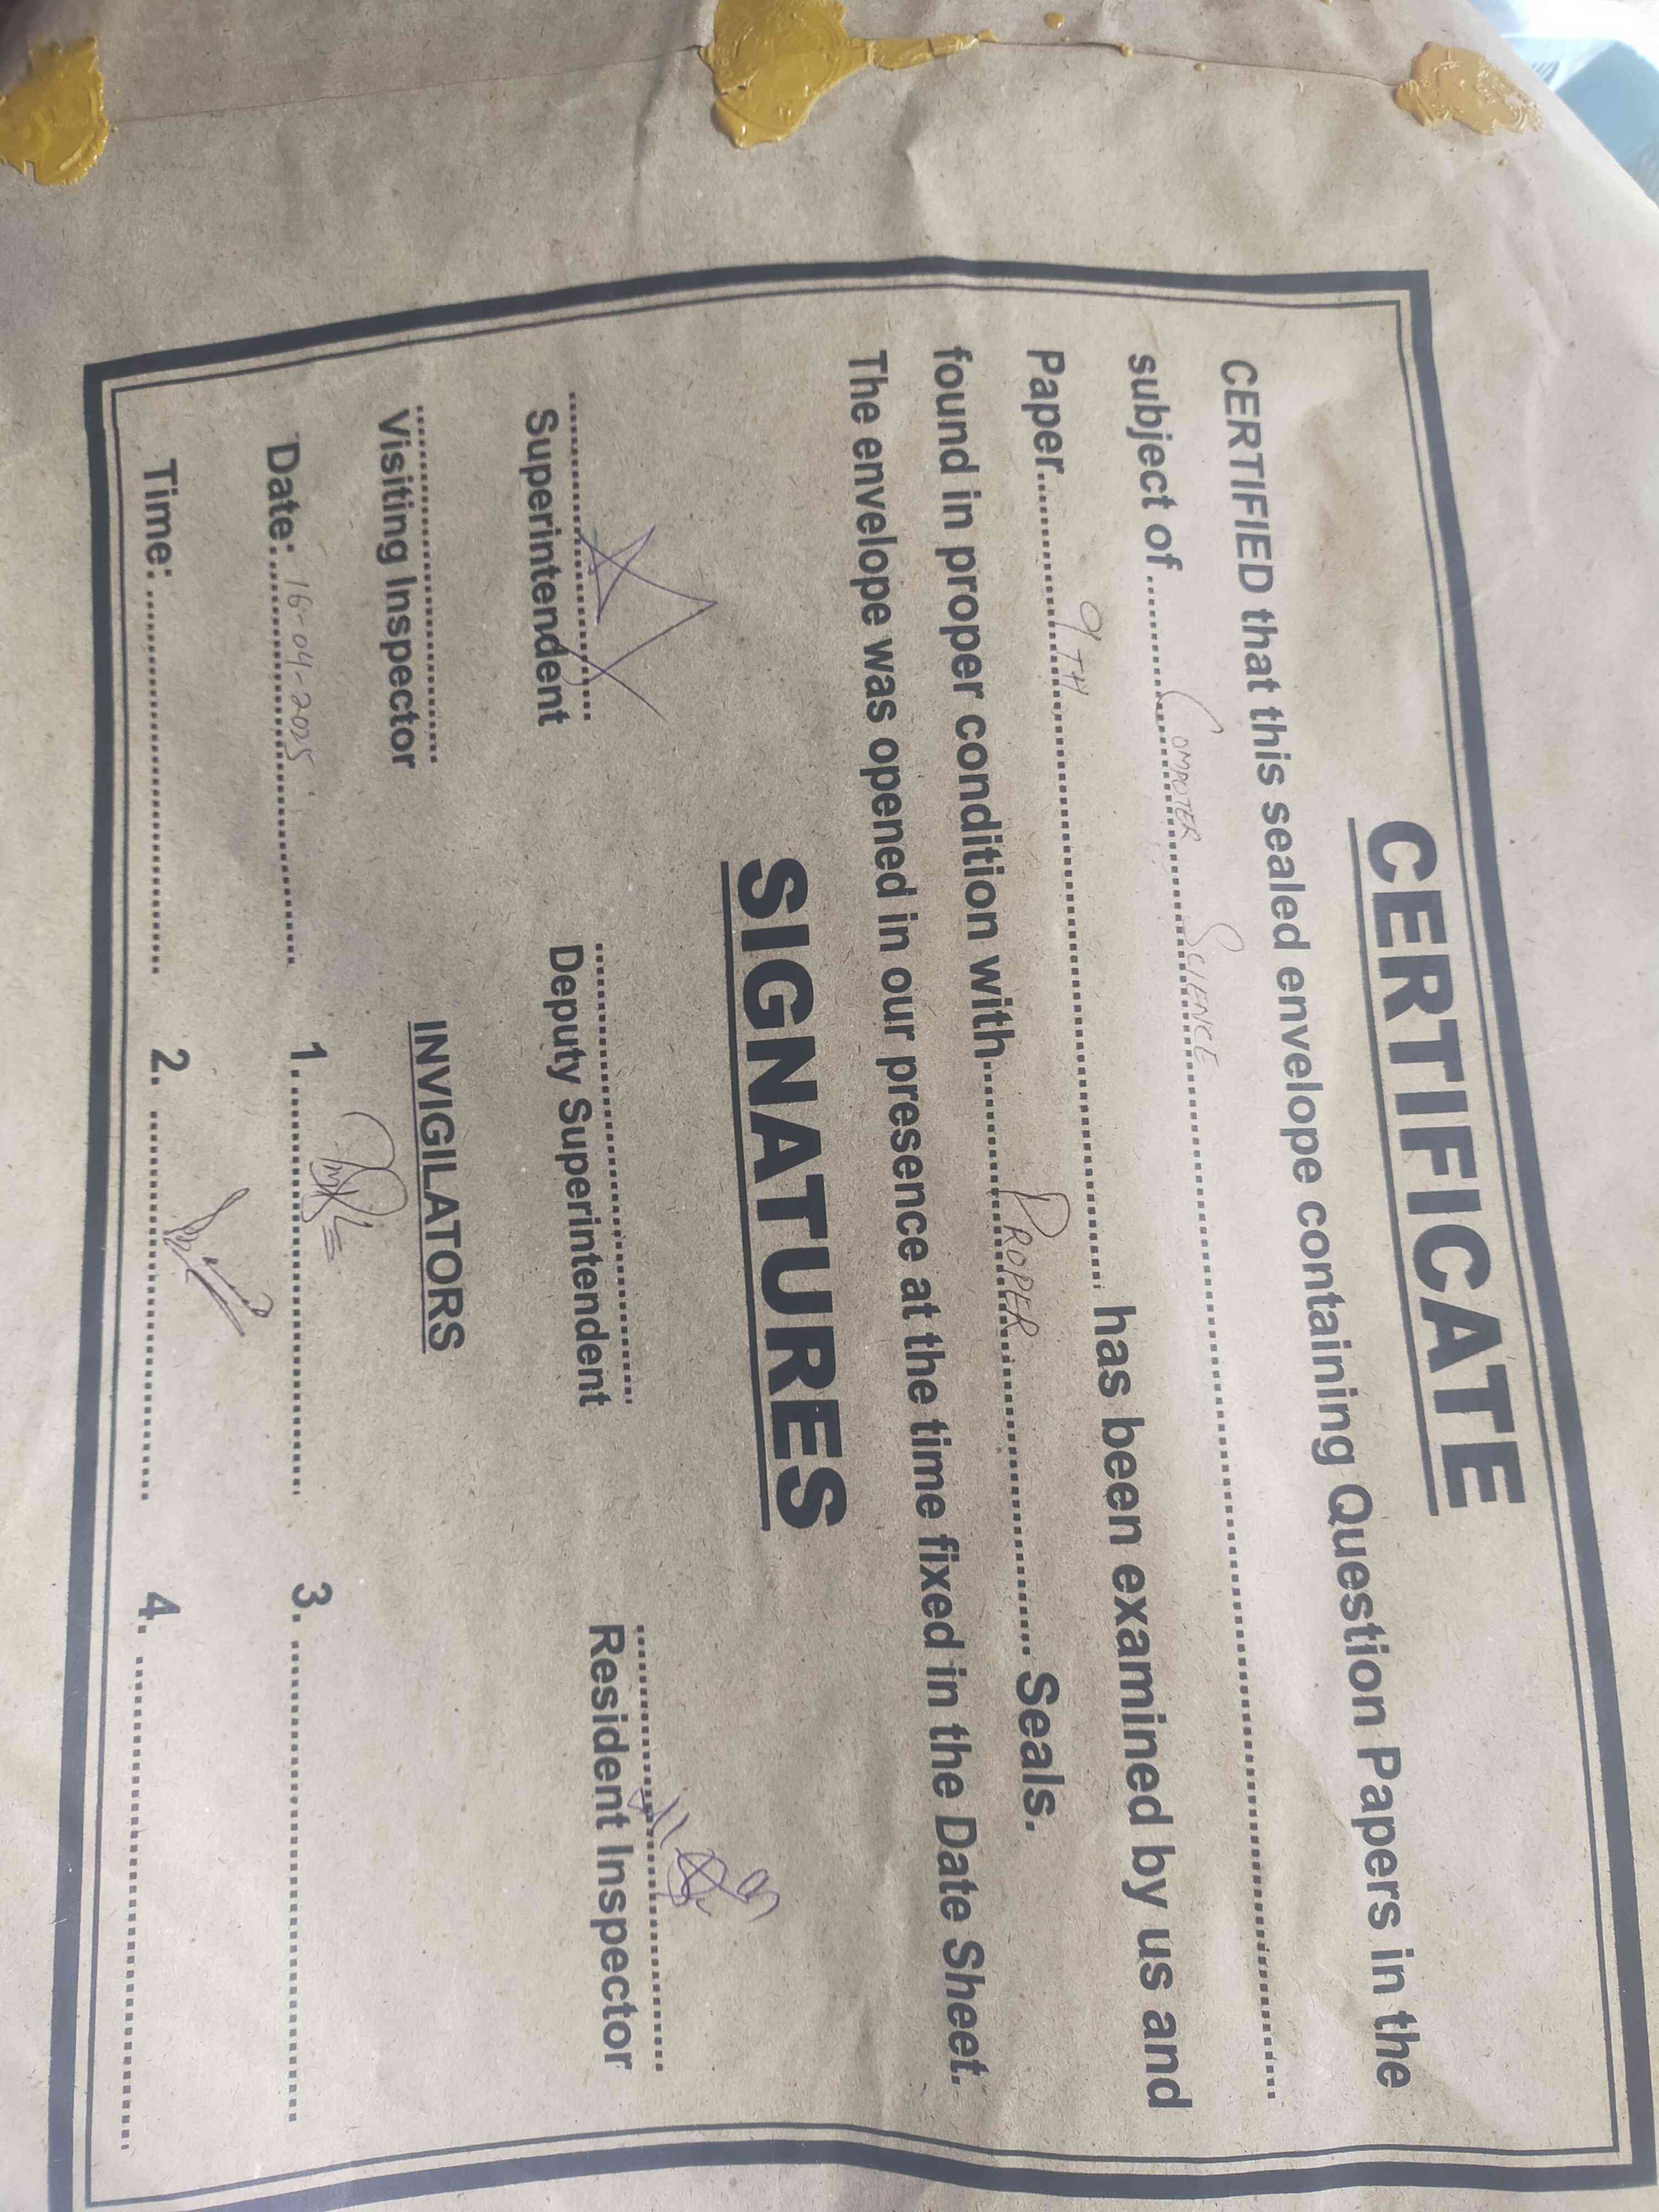 CERTIFICATE
CERTIFIED that this sealed envelope containing Question Papers in the
subject of.......... COMPUTER SCIENCE ..........
Paper.......... 9TH .......... has been examined by us and
found in proper condition with.......... PROPER .......... Seals.
The envelope was opened in our presence at the time fixed in the Date Sheet.
SIGNATURES
Superintendent Deputy Superintendent Resident Inspector
Visiting Inspector INVIGILATORS
Date: 16-04-2025 1. .......... 3. ..........
Time: .......... 2. .......... 4. ..........